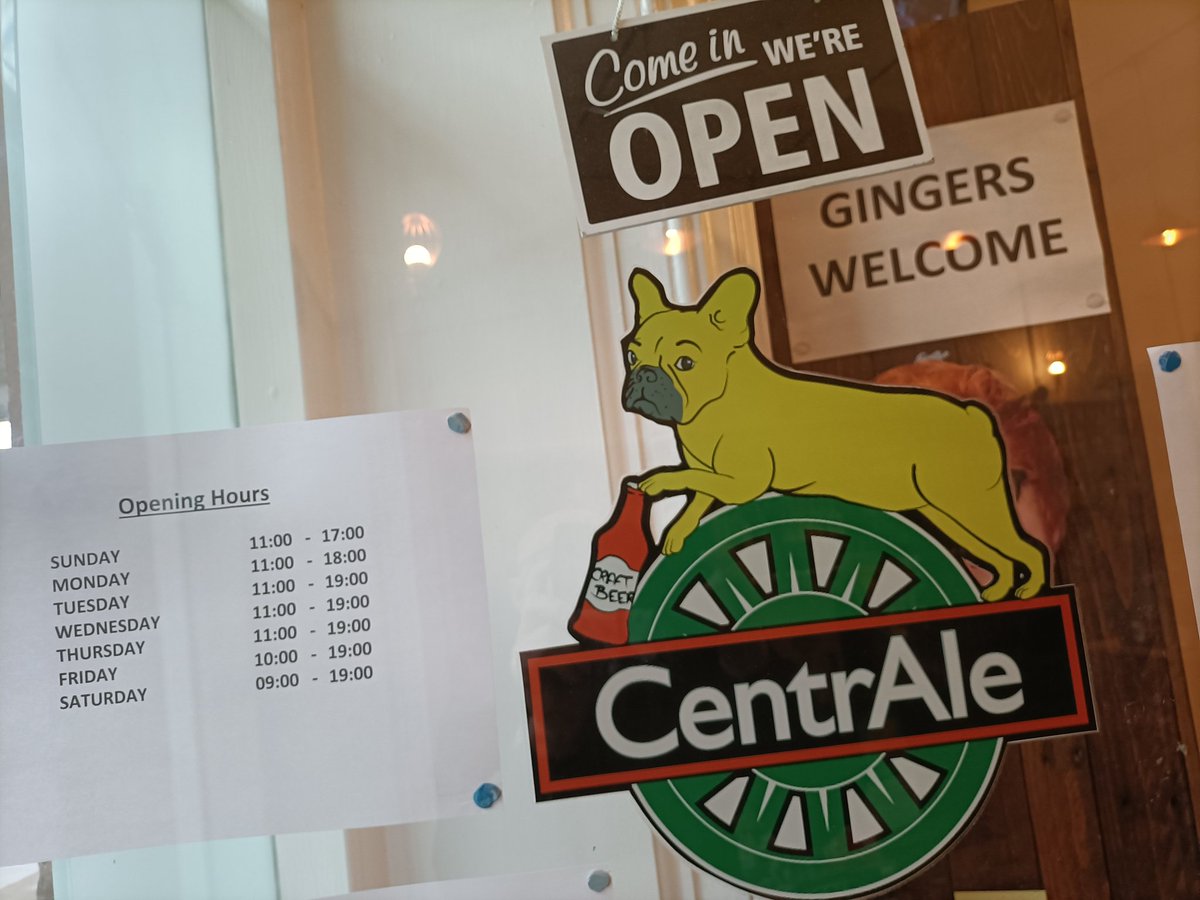 Come in WE'RE
OPEN
GINGERS
WELCOME
Opening Hours
SUNDAY 11:00 - 17:00
MONDAY 11:00 - 18:00
TUESDAY 11:00 - 19:00
WEDNESDAY 11:00 - 19:00
THURSDAY 11:00 - 19:00
FRIDAY 10:00 - 19:00
SATURDAY 09:00 - 19:00
CRAFT
BEER
CentrAle